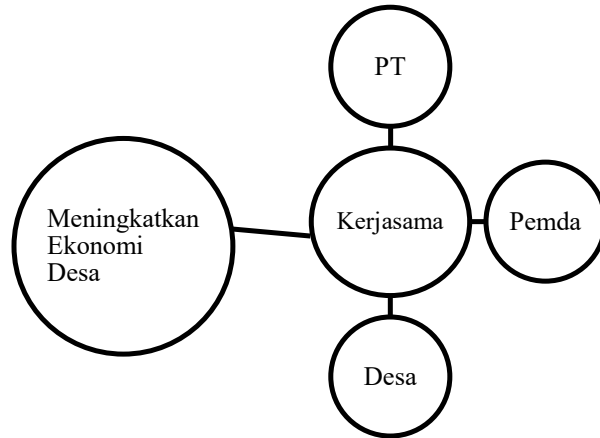 PT
Meningkatkan
Ekonomi
Desa
Kerjasama
Pemda
Desa